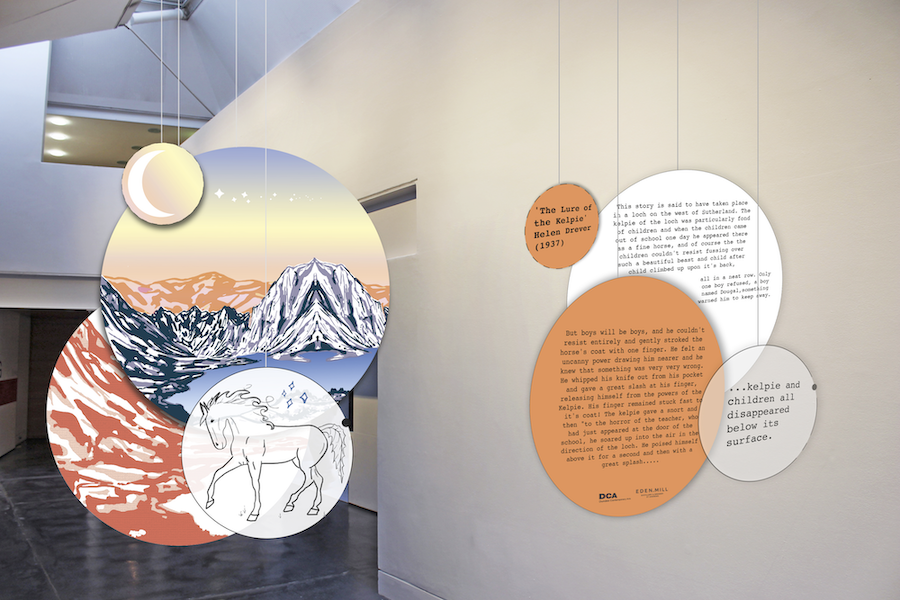 'The Lure of
the Kelpie'
Helen Drever
(1937)
This story is said to have taken place
in a loch on the west of Sutherland. The
kelpie of the loch was particularly fond
of children and when the children came
out of school one day he appeared there
as a fine horse, and of course the the
children couldn't resist fussing over
such a beautiful beast and child after
child climbed up upon it's back,
all in a neat row. Only
one boy refused, a boy
named Dougal, something
warned him to keep away.
But boys will be boys, and he couldn't
resist entirely and gently stroked the
horse's coat with one finger. He felt an
uncanny power drawing him nearer and he
knew that something was very very wrong.
He whipped his knife out from his pocket
and gave a great slash at his finger,
releasing himself from the powers of the
Kelpie. His finger remained stuck fast to
it's coat! The kelpie gave a snort and
then 'to the horror of the teacher, who
had just appeared at the door of the
school, he soared up into the air in the
direction of the loch. He poised himself
above it for a second and then with a
great splash.....
DCA
EDEN MILL
...kelpie and
children all
disappeared
below its
surface.